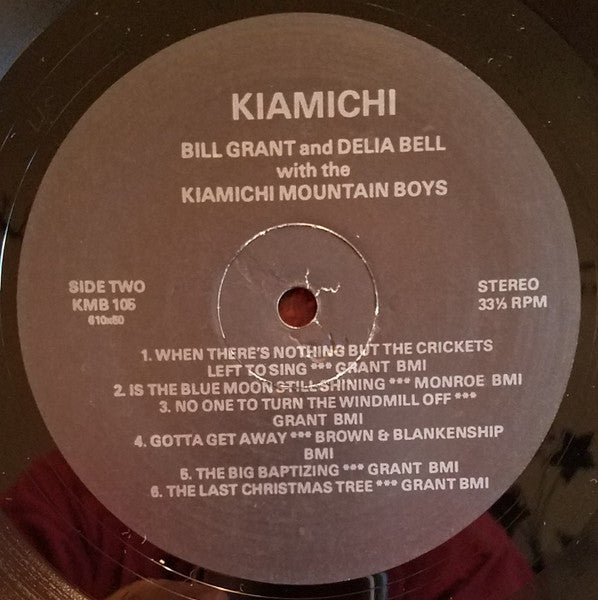 KIAMICHI
BILL GRANT and DELIA BELL
with the
KIAMICHI MOUNTAIN BOYS
SIDE TWO
KMB 105
610x50
STEREO
33⅓ RPM
1. WHEN THERE'S NOTHING BUT THE CRICKETS
LEFT TO SING *** GRANT BMI
2. IS THE BLUE MOON STILL SHINING *** MONROE BMI
3. NO ONE TO TURN THE WINDMILL OFF ***
GRANT BMI
4. GOTTA GET AWAY *** BROWN & BLANKENSHIP
BMI
5. THE BIG BAPTIZING *** GRANT BMI
6. THE LAST CHRISTMAS TREE *** GRANT BMI